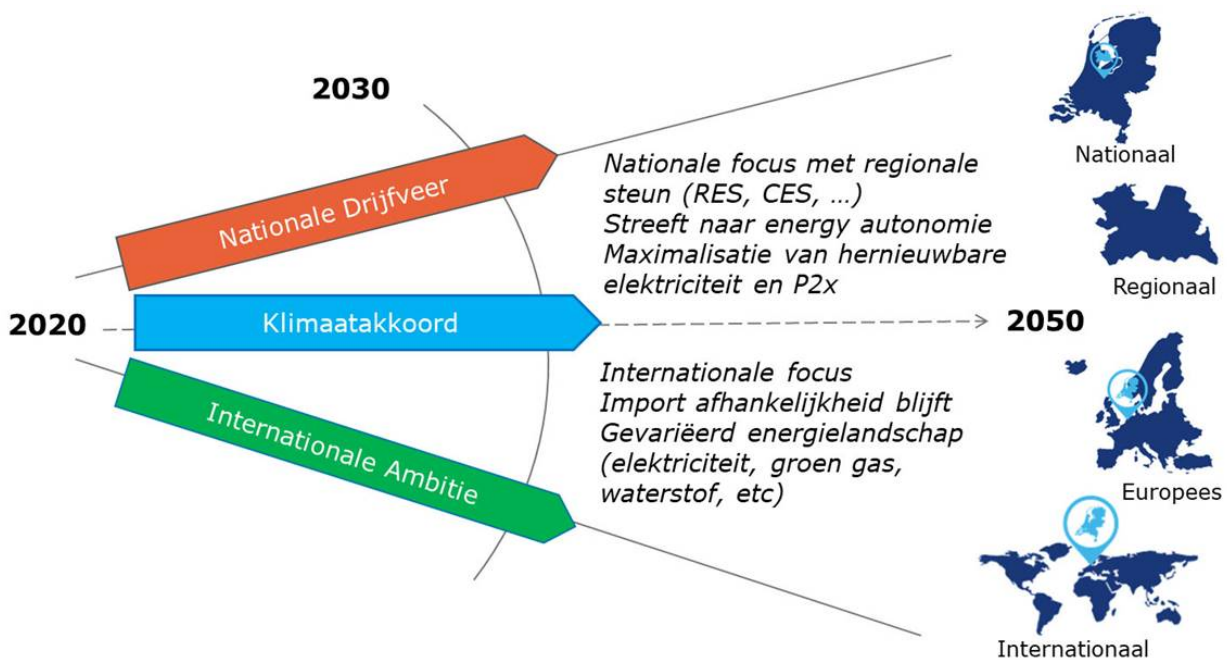 2030
Nationale Drijfveer
2020
Klimaatakkoord
Internationale Ambitie
Nationale focus met regionale
steun (RES, CES, ...)
Streeft naar energy autonomie
Maximalisatie van hernieuwbare
elektriciteit en P2x
2050
Internationale focus
Import afhankelijkheid blijft
Gevariëerd energielandschap
(elektriciteit, groen gas,
waterstof, etc)
Nationaal
Regionaal
Europees
Internationaal